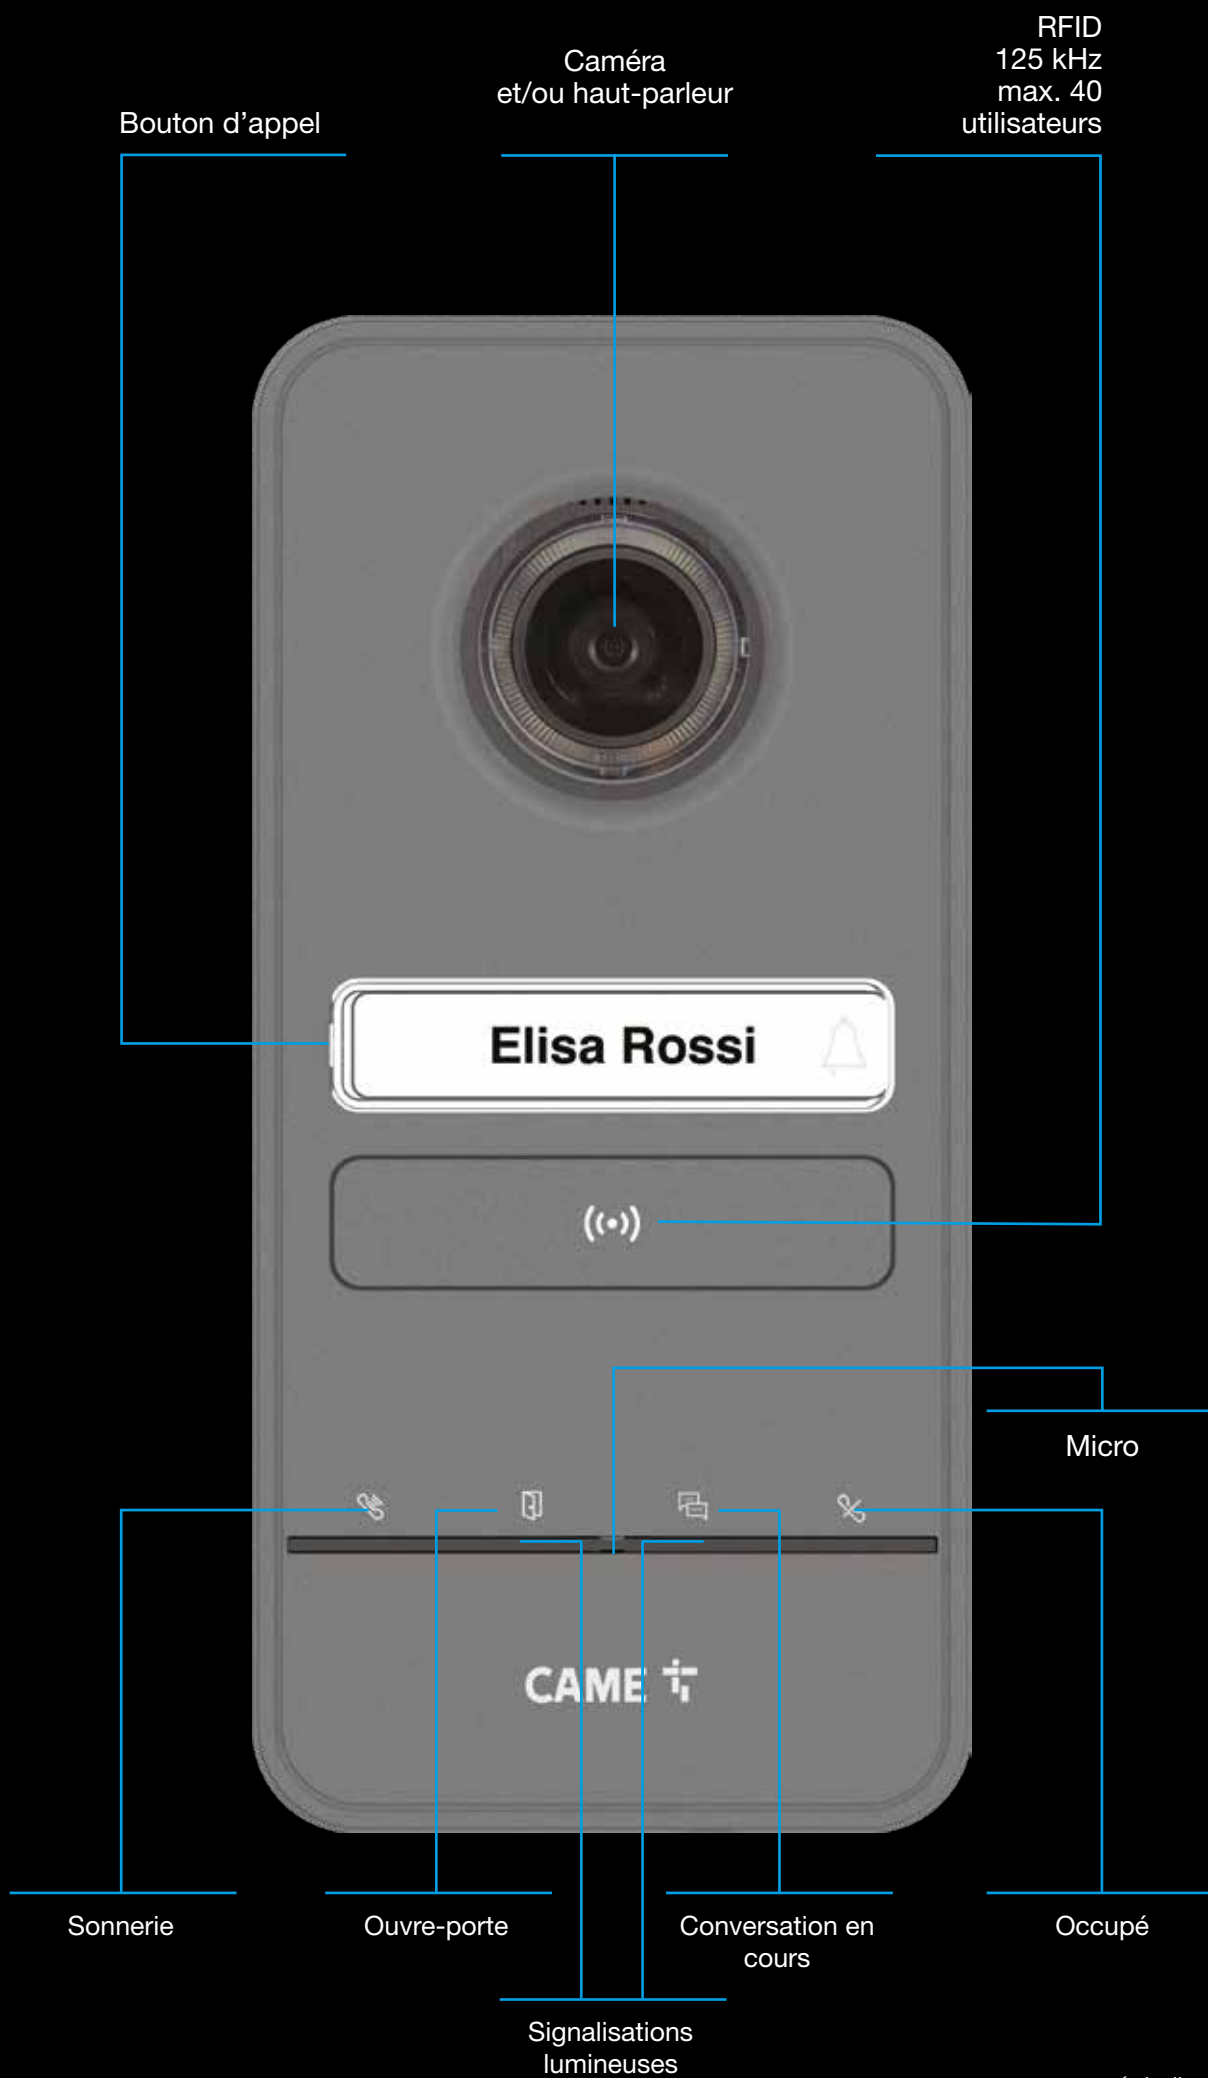 RFID
125 kHz
max. 40
utilisateurs
Caméra
et/ou haut-parleur
Bouton d’appel
Elisa Rossi
Micro
CAME
Sonnerie
Ouvre-porte
Conversation en
cours
Occupé
Signalisations
lumineuses